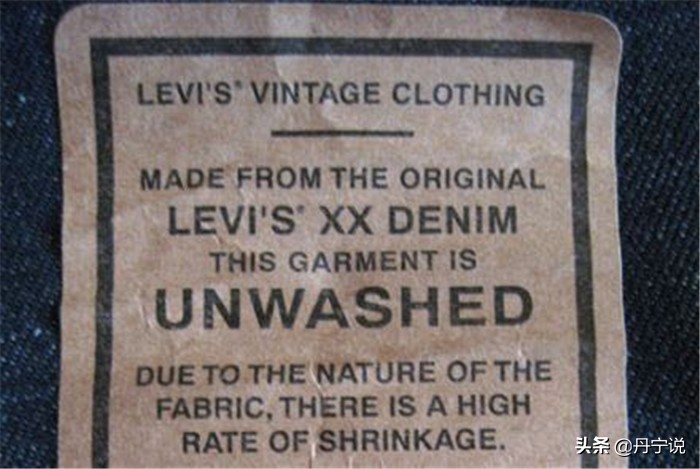 LEVI'S® VINTAGE CLOTHING
MADE FROM THE ORIGINAL
LEVI'S® XX DENIM
THIS GARMENT IS
UNWASHED
DUE TO THE NATURE OF THE
FABRIC, THERE IS A HIGH
RATE OF SHRINKAGE.
头条 @丹宁说